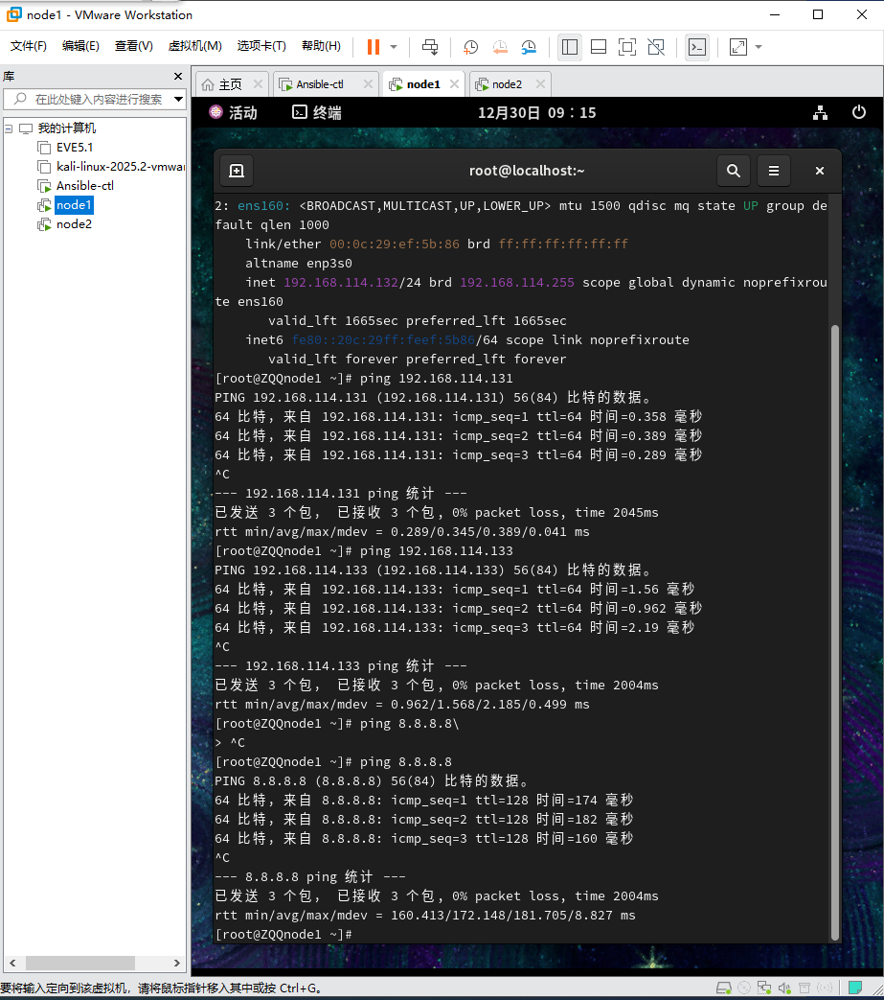 node1 - VMware Workstation
文件(F) 编辑(E) 查看(V) 虚拟机(M) 选项卡(T) 帮助(H)
库
在此处键入内容进行搜索
我的计算机
EVE5.1
kali-linux-2025.2-vmwar
Ansible-ctl
node1
node2
主页 Ansible-ctl node1 node2
活动 终端 12月30日 09:15
root@localhost:~
2: ens160: <BROADCAST,MULTICAST,UP,LOWER_UP> mtu 1500 qdisc mq state UP group de
fault qlen 1000
link/ether 00:0c:29:ef:5b:86 brd ff:ff:ff:ff:ff:ff
altname enp3s0
inet 192.168.114.132/24 brd 192.168.114.255 scope global dynamic noprefixrou
te ens160
valid_lft 1665sec preferred_lft 1665sec
inet6 fe80::20c:29ff:feef:5b86/64 scope link noprefixroute
valid_lft forever preferred_lft forever
[root@ZQQnode1 ~]# ping 192.168.114.131
PING 192.168.114.131 (192.168.114.131) 56(84) 比特的数据。
64 比特，来自 192.168.114.131: icmp_seq=1 ttl=64 时间=0.358 毫秒
64 比特，来自 192.168.114.131: icmp_seq=2 ttl=64 时间=0.389 毫秒
64 比特，来自 192.168.114.131: icmp_seq=3 ttl=64 时间=0.289 毫秒
^C
--- 192.168.114.131 ping 统计 ---
已发送 3 个包， 已接收 3 个包, 0% packet loss, time 2045ms
rtt min/avg/max/mdev = 0.289/0.345/0.389/0.041 ms
[root@ZQQnode1 ~]# ping 192.168.114.133
PING 192.168.114.133 (192.168.114.133) 56(84) 比特的数据。
64 比特，来自 192.168.114.133: icmp_seq=1 ttl=64 时间=1.56 毫秒
64 比特，来自 192.168.114.133: icmp_seq=2 ttl=64 时间=0.962 毫秒
64 比特，来自 192.168.114.133: icmp_seq=3 ttl=64 时间=2.19 毫秒
^C
--- 192.168.114.133 ping 统计 ---
已发送 3 个包， 已接收 3 个包, 0% packet loss, time 2004ms
rtt min/avg/max/mdev = 0.962/1.568/2.185/0.499 ms
[root@ZQQnode1 ~]# ping 8.8.8.8\
> ^C
[root@ZQQnode1 ~]# ping 8.8.8.8
PING 8.8.8.8 (8.8.8.8) 56(84) 比特的数据。
64 比特，来自 8.8.8.8: icmp_seq=1 ttl=128 时间=174 毫秒
64 比特，来自 8.8.8.8: icmp_seq=2 ttl=128 时间=182 毫秒
64 比特，来自 8.8.8.8: icmp_seq=3 ttl=128 时间=160 毫秒
^C
--- 8.8.8.8 ping 统计 ---
已发送 3 个包， 已接收 3 个包, 0% packet loss, time 2004ms
rtt min/avg/max/mdev = 160.413/172.148/181.705/8.827 ms
[root@ZQQnode1 ~]#
要将输入定向到该虚拟机，请将鼠标指针移入其中或按 Ctrl+G。